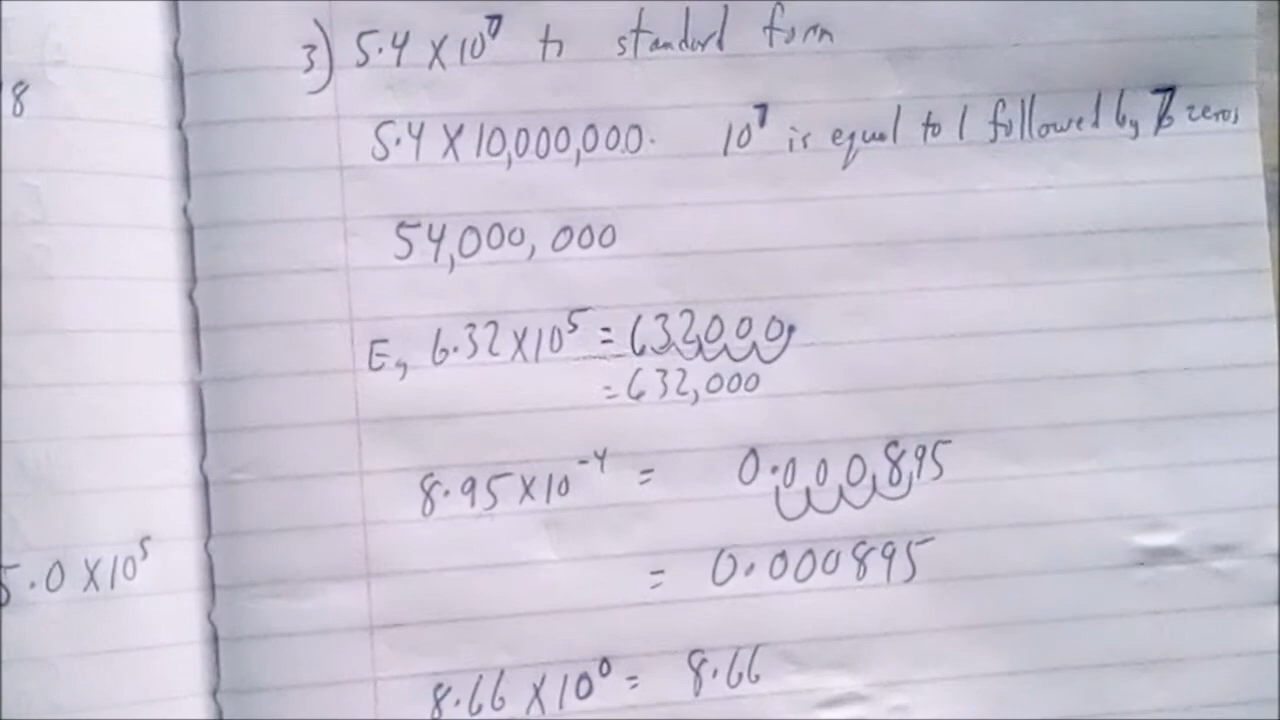 8
5.0 X 10⁵
3) 5.4 X 10⁷ to standard form
5.4 X 10,000,000. 10⁷ is equal to 1 followed by 7 zeros
54,000,000
Eg 6.32 X 10⁵ = 632000.
= 632,000
8.95 X 10⁻⁴ = 0.000895
= 0.000895
8.66 X 10⁰ = 8.66